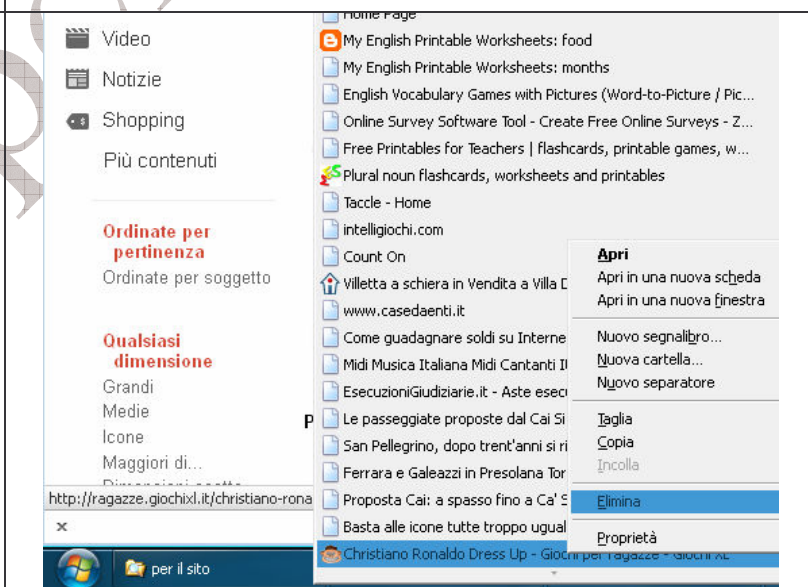 Video
Notizie
Shopping
Più contenuti
Ordinate per
pertinenza
Ordinate per soggetto
Qualsiasi
dimensione
Grandi
Medie
Icone
Maggiori di...
http://ragazze.giochixl.it/christiano-rona
per il sito
Home Page
My English Printable Worksheets: food
My English Printable Worksheets: months
English Vocabulary Games with Pictures (Word-to-Picture / Pic...
Online Survey Software Tool - Create Free Online Surveys - Z...
Free Printables for Teachers | flashcards, printable games, w...
Plural noun flashcards, worksheets and printables
Taccle - Home
intelligiochi.com
Count On
Villetta a schiera in Vendita a Villa D
www.casedaenti.it
Come guadagnare soldi su Interne
Midi Musica Italiana Midi Cantanti
EsecuzioniGiudiziarie.it - Aste esec
Le passeggiate proposte dal Cai Si
San Pellegrino, dopo trent'anni si ri
Ferrara e Galeazzi in Presolana Tor
Proposta Cai: a spasso fino a Ca' S
Basta alle icone tutte troppo ugual
Christiano Ronaldo Dress Up - Giochi per ragazze - Giochi XL
Apri
Apri in una nuova scheda
Apri in una nuova finestra
Nuovo segnalibro...
Nuova cartella...
Nuovo separatore
Taglia
Copia
Incolla
Elimina
Proprietà